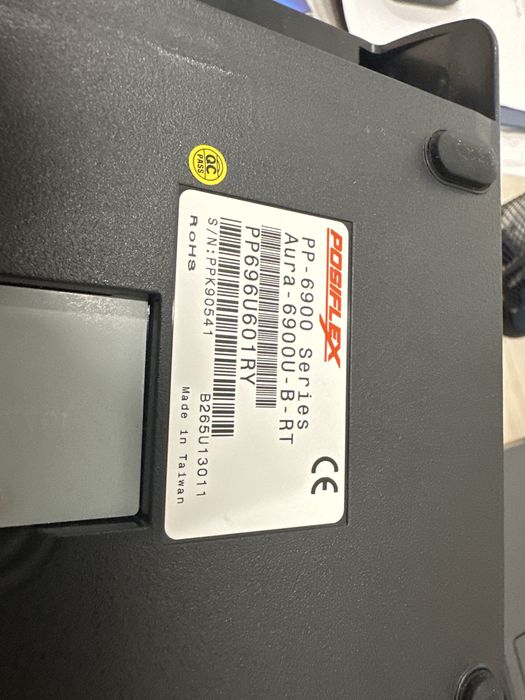 POSIFLEX
PP-6900 Series
Aura-6900U-B-RT
PP696U601RY
S/N:PPK90541
B265U13011
RoHS
Made in Taiwan
CE
QC
PASS